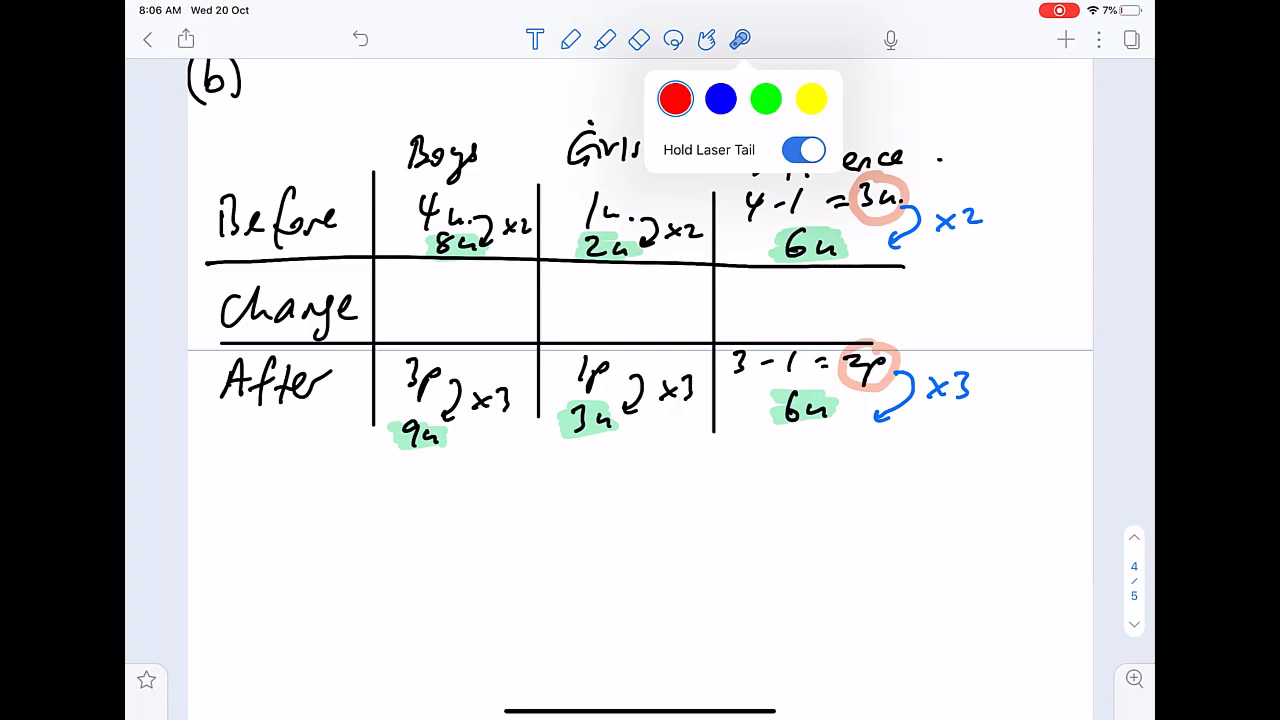 8:06 AM Wed 20 Oct
7%
T
(b)
Hold Laser Tail
Boys Girls ence .
Before 4u. x2 1u. x2 4-1 = 3u. x2
8u 2u 6u
Change
After 3p x3 1p x3 3-1 = 2p x3
9u 3u 6u
4
/
5